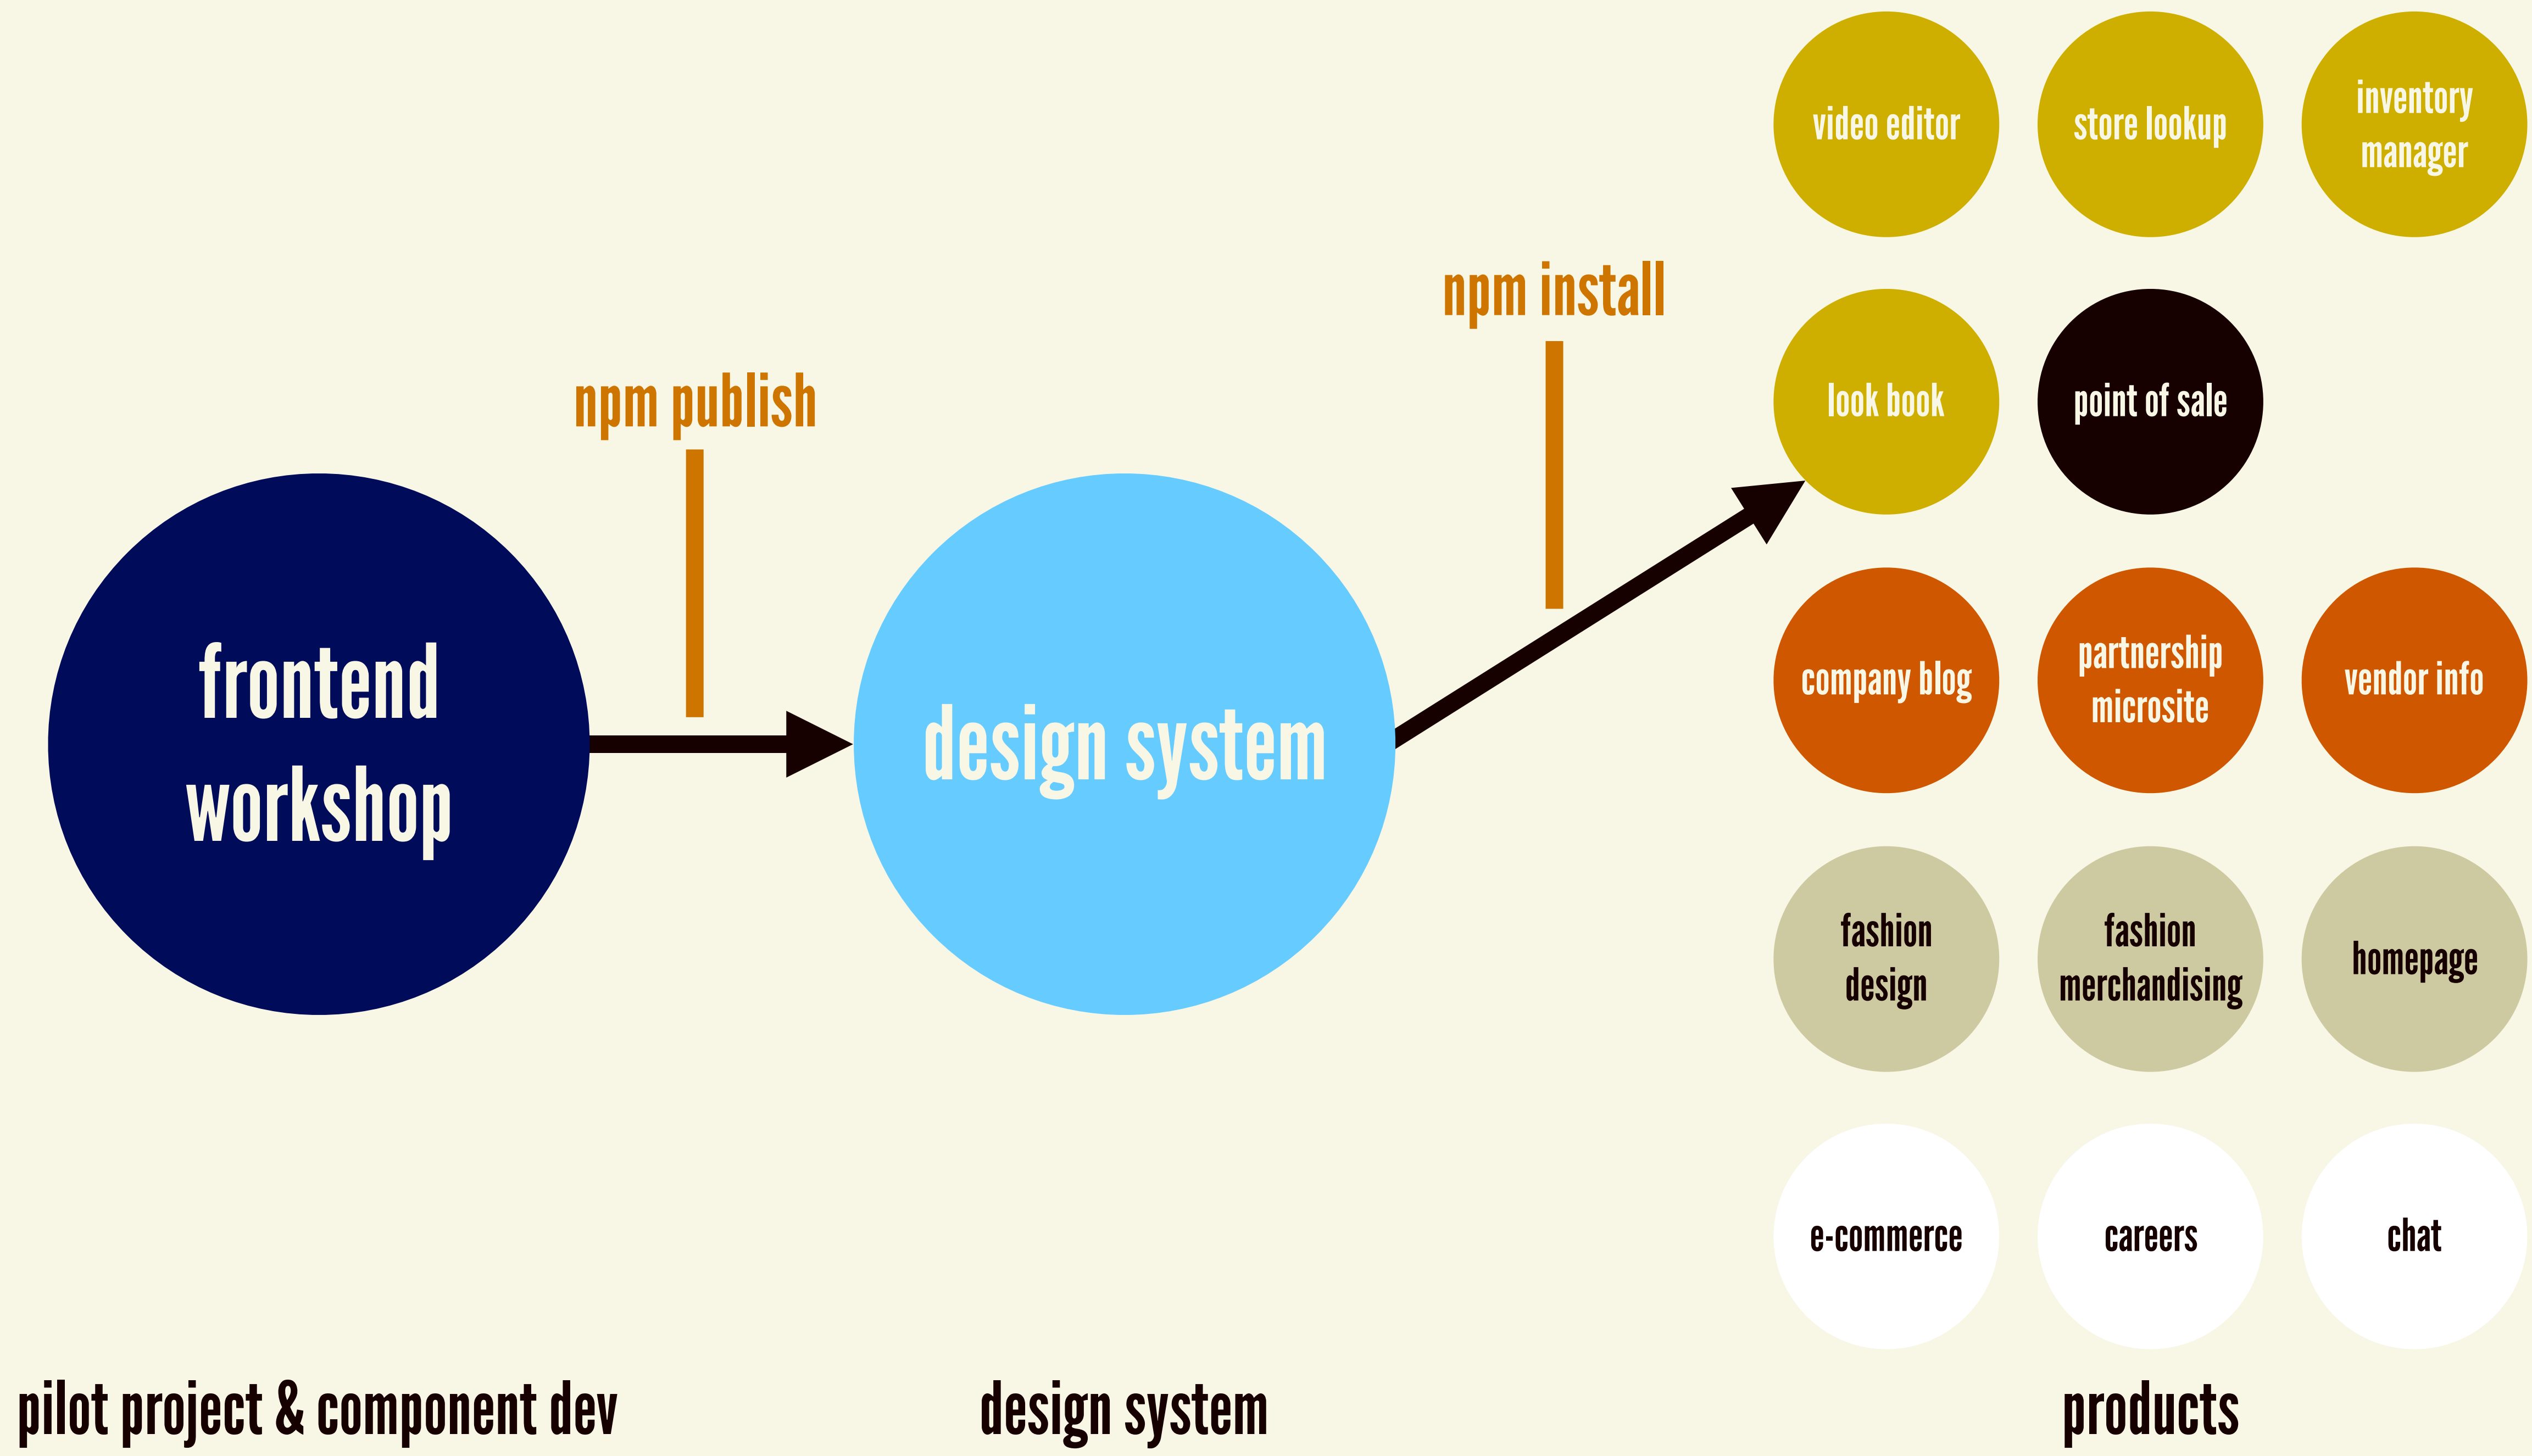 frontend
workshop
npm publish
design system
npm install
video editor
store lookup
inventory
manager
look book
point of sale
company blog
partnership
microsite
vendor info
fashion
design
fashion
merchandising
homepage
e-commerce
careers
chat
pilot project & component dev
design system
products